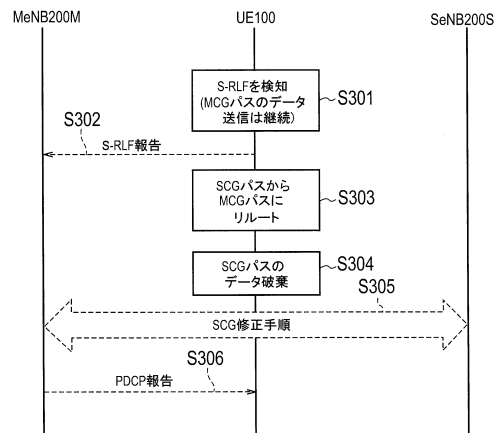 MeNB200M
UE100
SeNB200S
S-RLFを検知
(MCGパスのデータ
送信は継続)
S301
S302
S-RLF報告
SCGパスから
MCGパスに
リルート
S303
SCGパスの
データ破棄
S304
S305
SCG修正手順
S306
PDCP報告